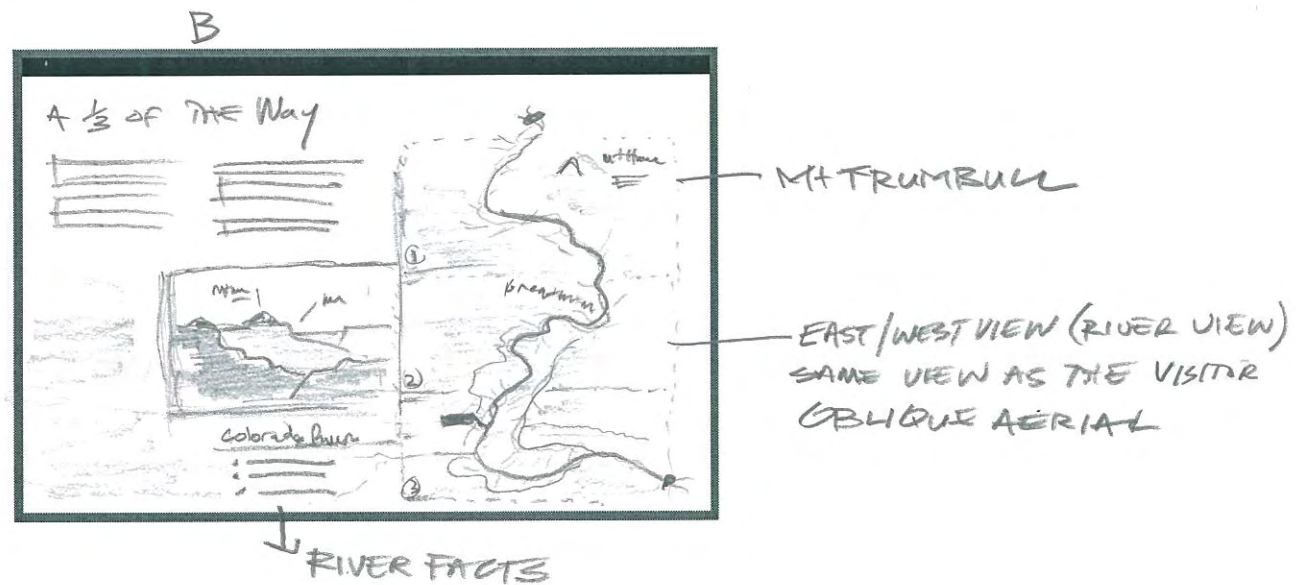 B
A 1/3 OF THE Way
MT TRUMBULL
①
EAST/WEST VIEW (RIVER VIEW)
SAME VIEW AS THE VISITOR
OBLIQUE AERIAL
②
Colorado River
③
RIVER FACTS